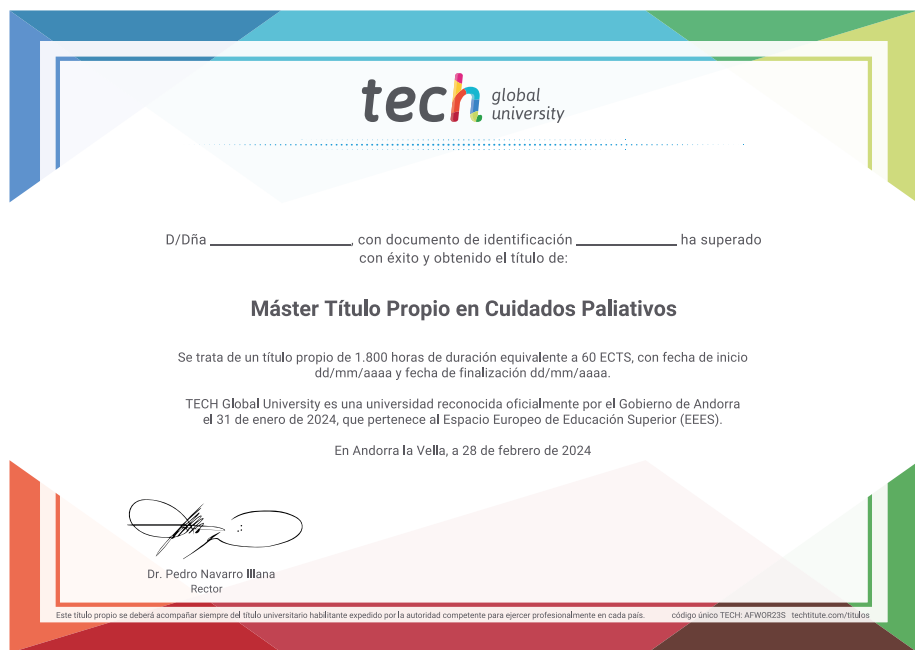 tech global university
D/Dña ________________, con documento de identificación ____________ ha superado
con éxito y obtenido el título de:
Máster Título Propio en Cuidados Paliativos
Se trata de un título propio de 1.800 horas de duración equivalente a 60 ECTS, con fecha de inicio
dd/mm/aaaa y fecha de finalización dd/mm/aaaa.
TECH Global University es una universidad reconocida oficialmente por el Gobierno de Andorra
el 31 de enero de 2024, que pertenece al Espacio Europeo de Educación Superior (EEES).
En Andorra la Vella, a 28 de febrero de 2024
Dr. Pedro Navarro Illana
Rector
Este título propio se deberá acompañar siempre del título universitario habilitante expedido por la autoridad competente para ejercer profesionalmente en cada país. código único TECH: AFWOR23S techtitute.com/titulos